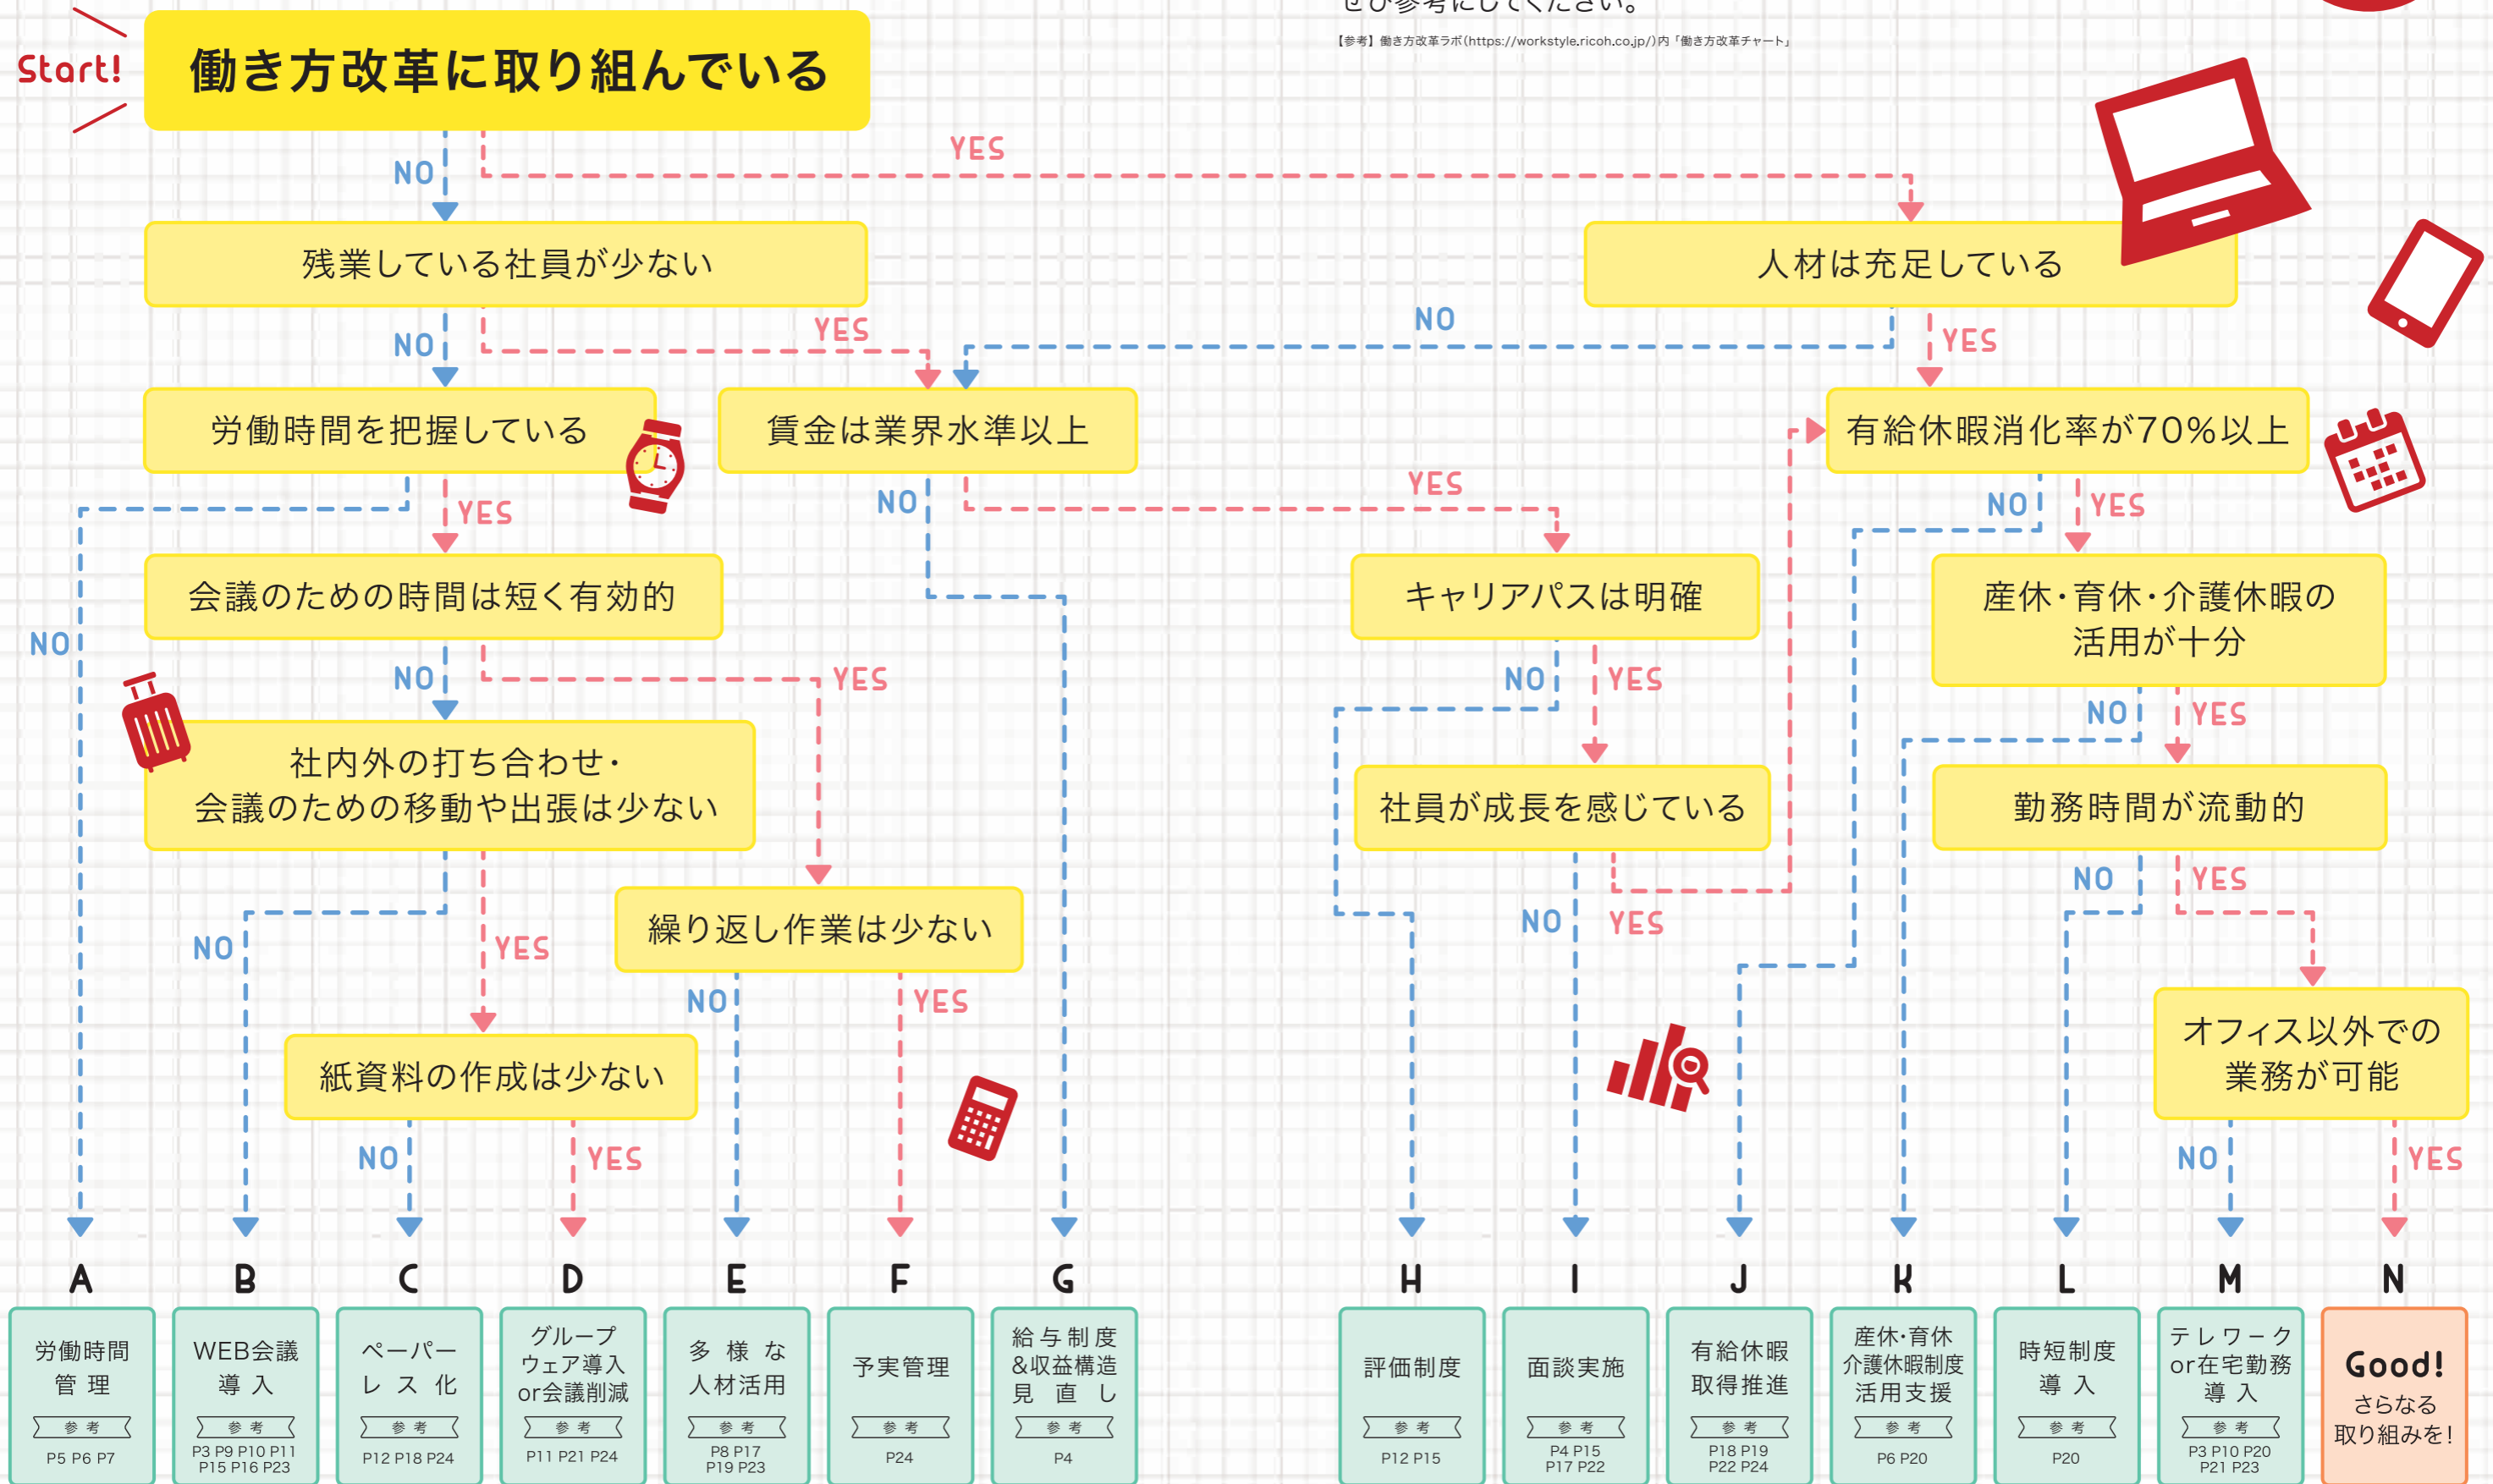 ぜひ参考にしてください。
【参考】働き方改革ラボ(https://workstyle.ricoh.co.jp/)内「働き方改革チャート」
Start!
働き方改革に取り組んでいる
NO
YES
残業している社員が少ない
人材は充足している
NO
YES
NO
YES
労働時間を把握している
賃金は業界水準以上
有給休暇消化率が70%以上
NO
YES
NO
YES
NO
YES
会議のための時間は短く有効的
キャリアパスは明確
産休・育休・介護休暇の
活用が十分
NO
YES
NO
YES
NO
YES
社内外の打ち合わせ・
会議のための移動や出張は少ない
社員が成長を感じている
勤務時間が流動的
NO
YES
NO
YES
NO
YES
繰り返し作業は少ない
NO
YES
オフィス以外での
業務が可能
紙資料の作成は少ない
NO
YES
NO
YES
A
労働時間
管理
参考
P5 P6 P7
B
WEB会議
導入
参考
P3 P9 P10 P11
P15 P16 P23
C
ペーパー
レス化
参考
P12 P18 P24
D
グループ
ウェア導入
or会議削減
参考
P11 P21 P24
E
多様な
人材活用
参考
P8 P17
P19 P23
F
予実管理
参考
P24
G
給与制度
&収益構造
見直し
参考
P4
H
評価制度
参考
P12 P15
I
面談実施
参考
P4 P15
P17 P22
J
有給休暇
取得推進
参考
P18 P19
P22 P24
K
産休・育休
介護休暇制度
活用支援
参考
P6 P20
L
時短制度
導入
参考
P20
M
テレワーク
or在宅勤務
導入
参考
P3 P10 P20
P21 P23
N
Good!
さらなる
取り組みを!